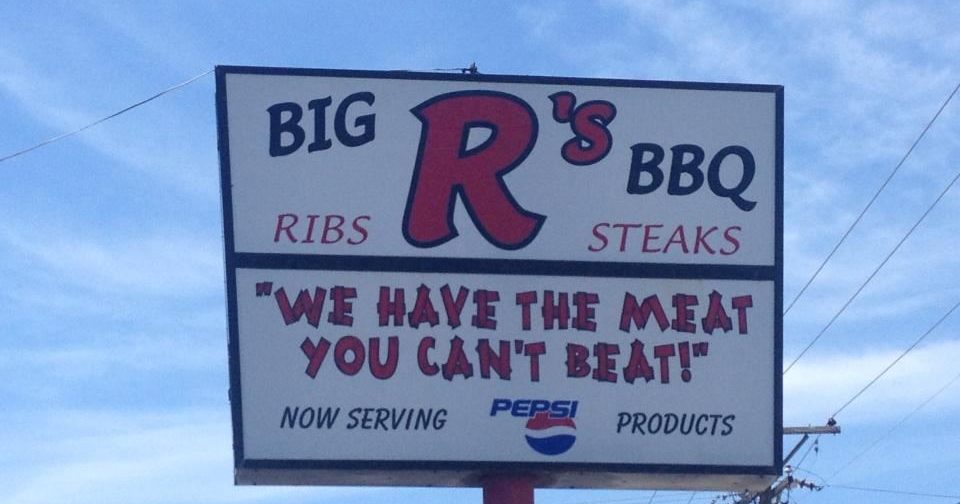 BIG R's BBQ
RIBS STEAKS
"WE HAVE THE MEAT
YOU CAN'T BEAT!"
NOW SERVING PEPSI PRODUCTS